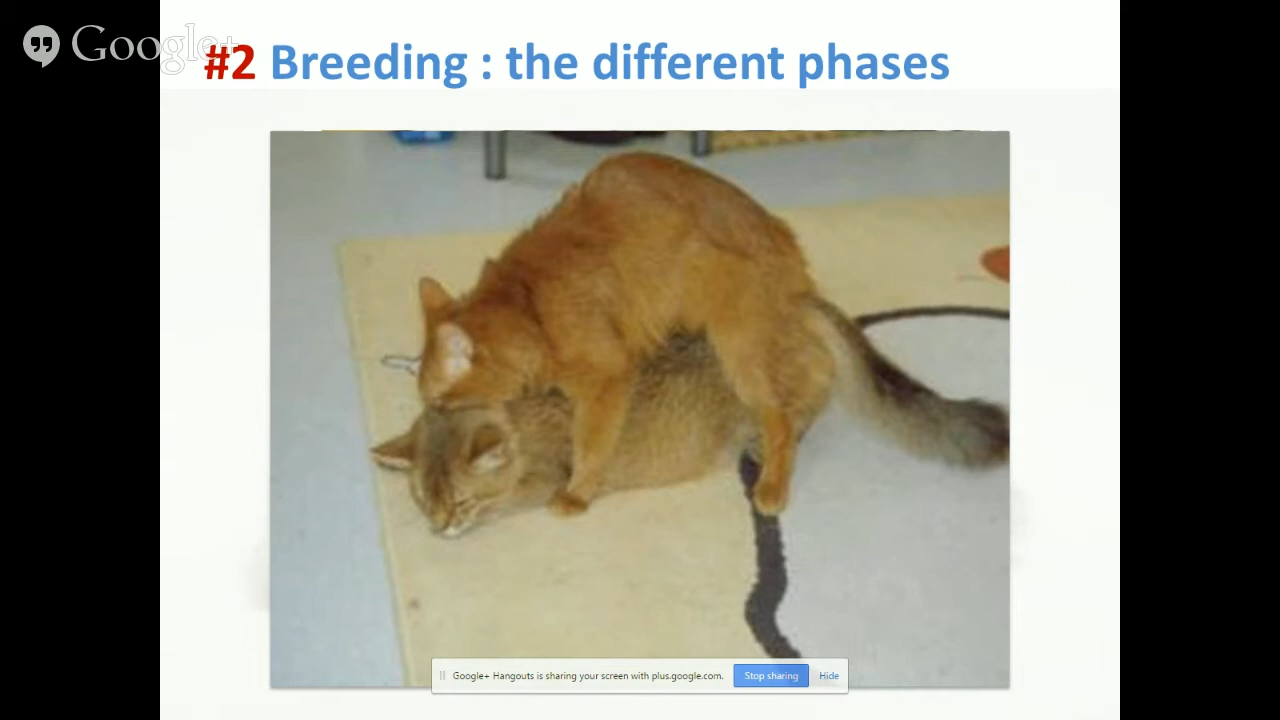 Google+
#2 Breeding : the different phases
Google+ Hangouts is sharing your screen with plus.google.com. Stop sharing Hide